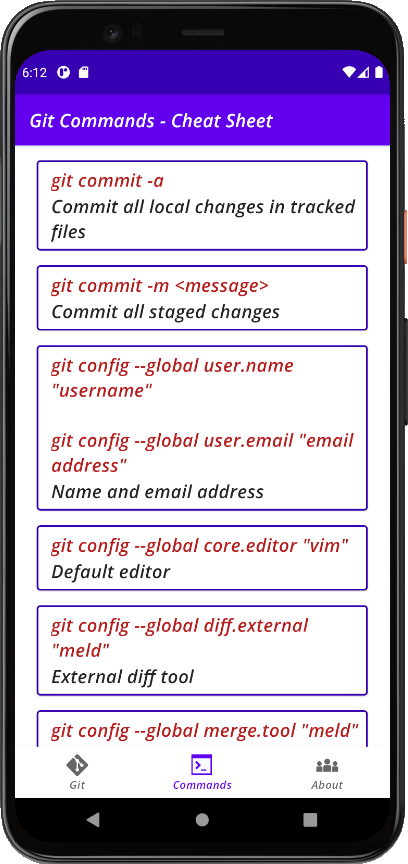 6:12
Git Commands - Cheat Sheet
git commit -a
Commit all local changes in tracked
files
git commit -m <message>
Commit all staged changes
git config --global user.name
"username"
git config --global user.email "email
address"
Name and email address
git config --global core.editor "vim"
Default editor
git config --global diff.external
"meld"
External diff tool
git config --global merge.tool "meld"
Git
Commands
About